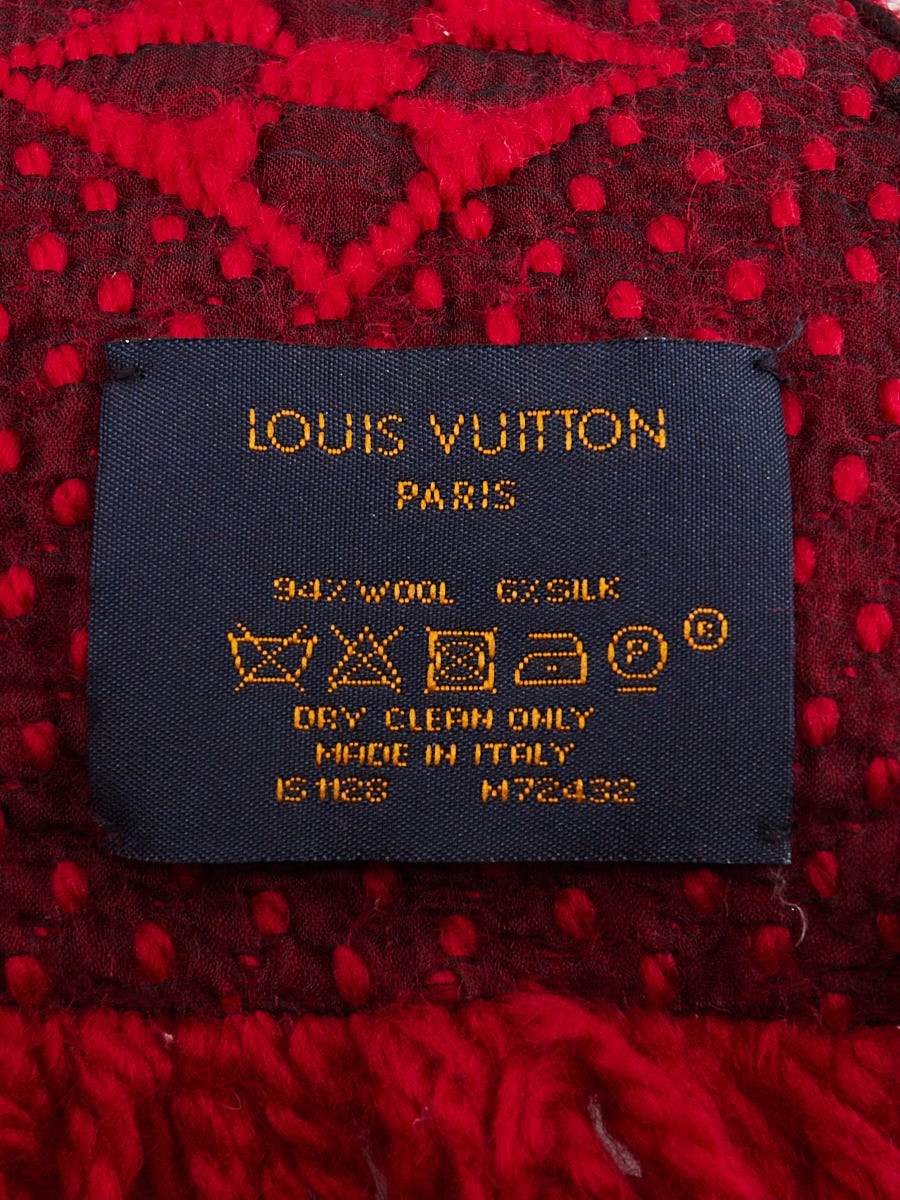 LOUIS VUITTON
PARIS
94% WOOL 6% SILK
P ®
DRY CLEAN ONLY
MADE IN ITALY
IS1128 M72432